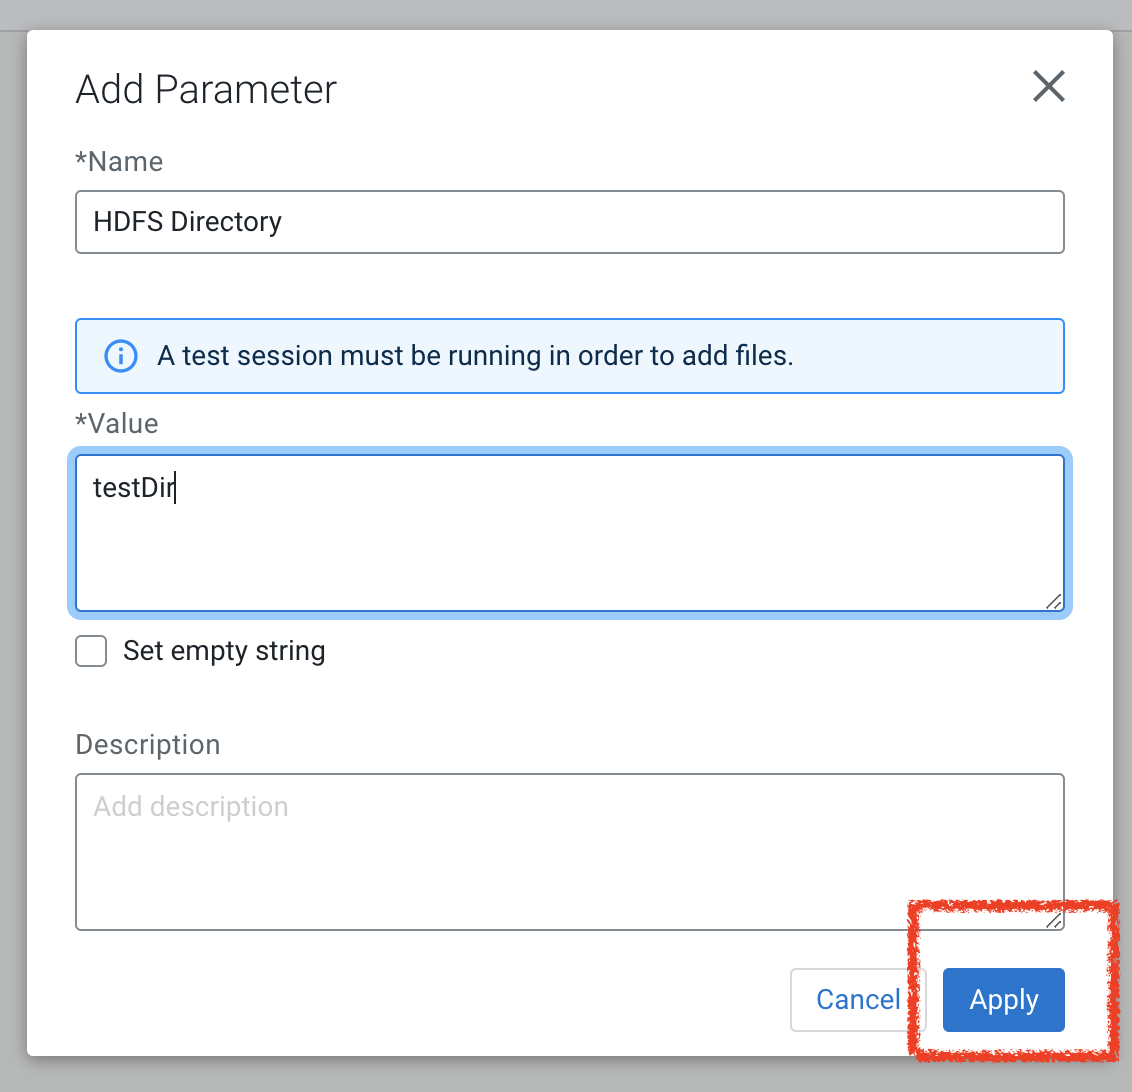 Add Parameter
*Name
HDFS Directory
A test session must be running in order to add files.
*Value
testDir
Set empty string
Description
Add description
Cancel
Apply